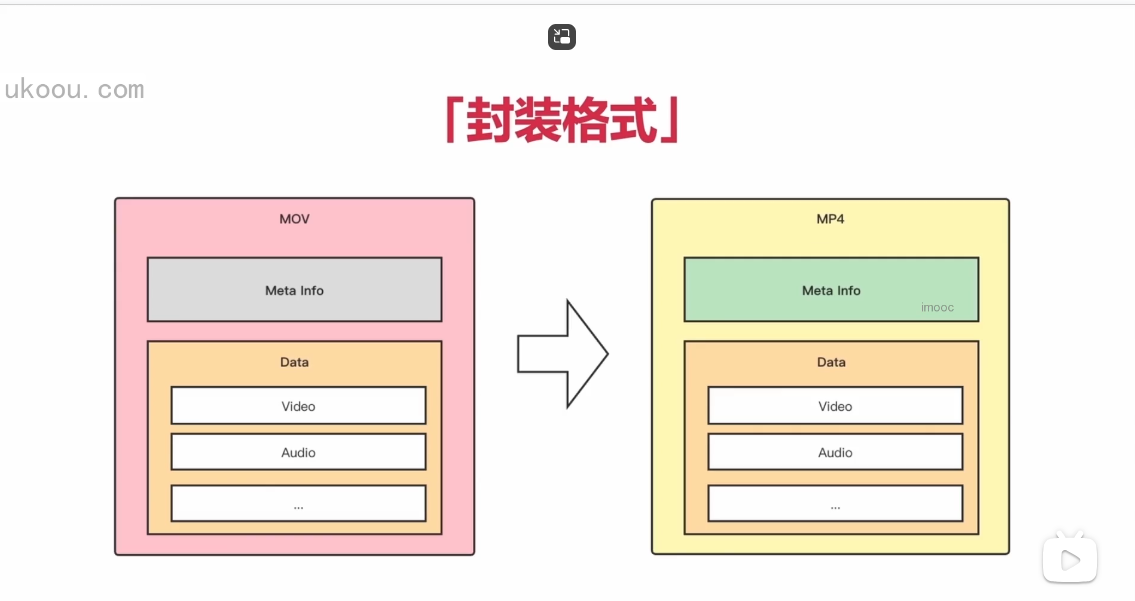 ukoou.com
「封装格式」
MOV
Meta Info
Data
Video
Audio
...
MP4
Meta Info
imooc
Data
Video
Audio
...